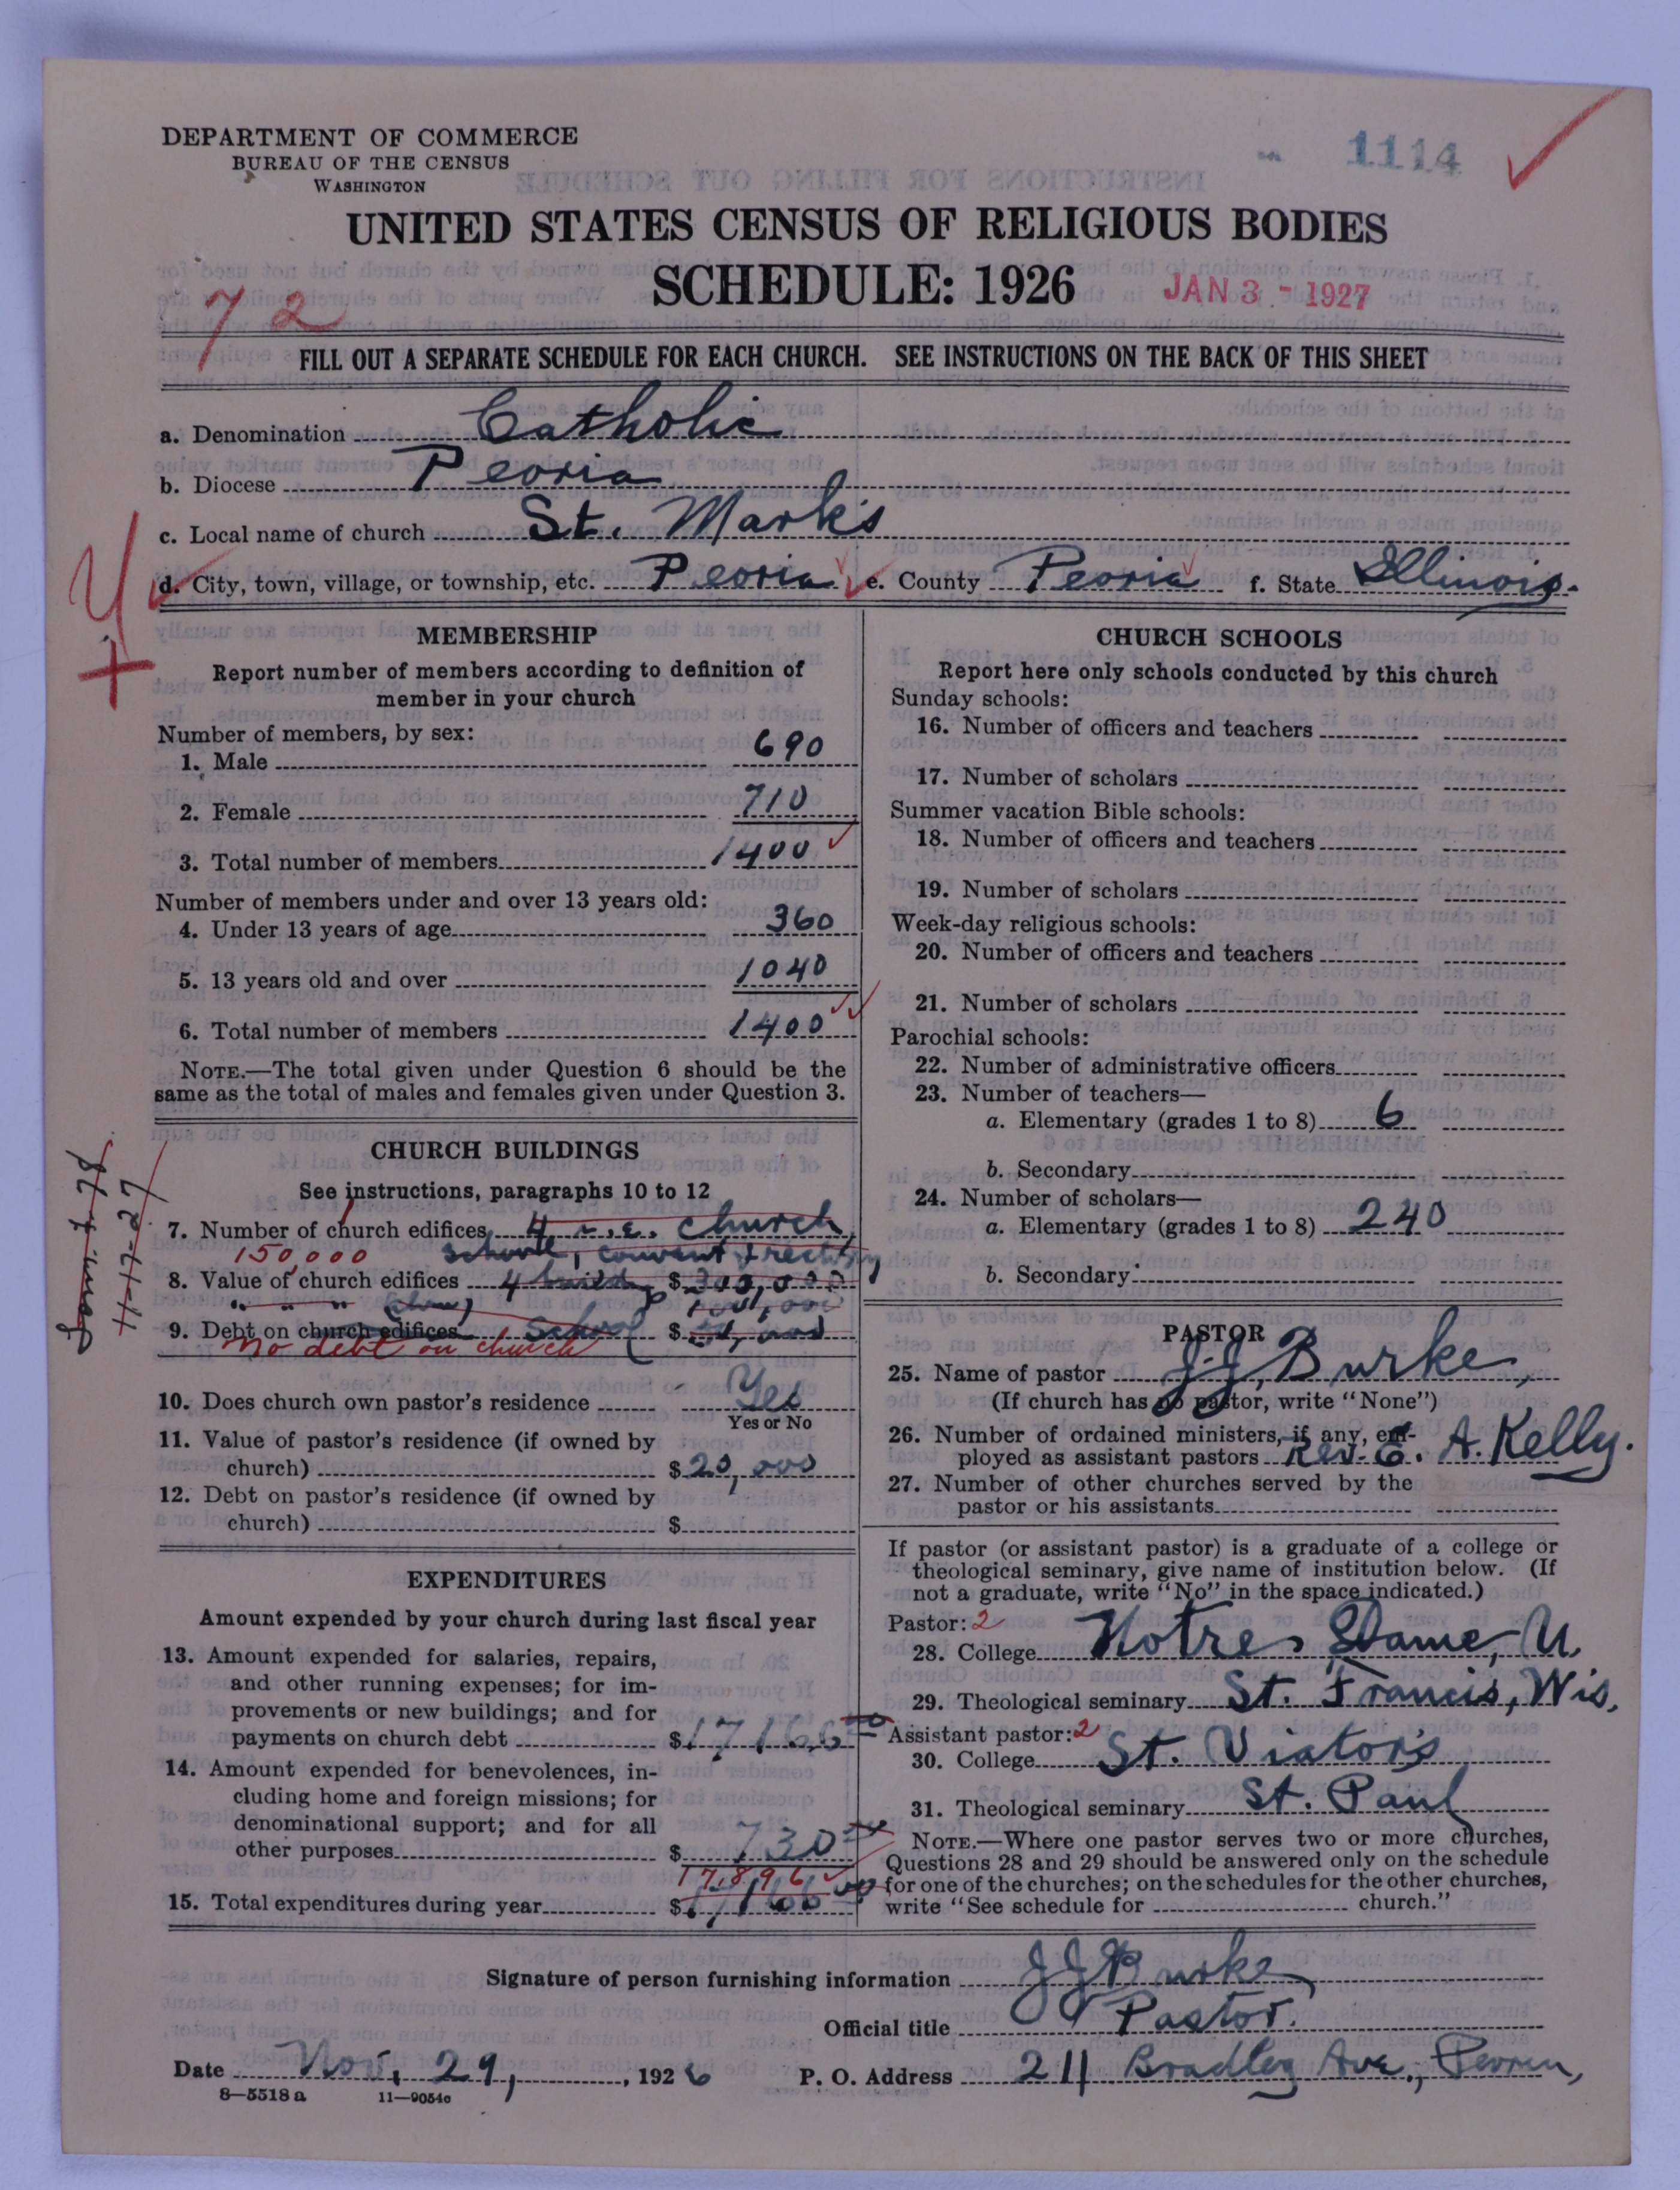 DEPARTMENT OF COMMERCE
BUREAU OF THE CENSUS
WASHINGTON
1114
UNITED STATES CENSUS OF RELIGIOUS BODIES
SCHEDULE: 1926
JAN 3 - 1927
72
FILL OUT A SEPARATE SCHEDULE FOR EACH CHURCH. SEE INSTRUCTIONS ON THE BACK OF THIS SHEET
a. Denomination Catholic
b. Diocese Peoria
c. Local name of church St. Mark's
d. City, town, village, or township, etc. Peoria e. County Peoria f. State Illinois.
MEMBERSHIP
Report number of members according to definition of
member in your church
Number of members, by sex:
1. Male 690
2. Female 710
3. Total number of members 1400
Number of members under and over 13 years old:
4. Under 13 years of age 360
5. 13 years old and over 1040
6. Total number of members 1400
NOTE.—The total given under Question 6 should be the
same as the total of males and females given under Question 3.
CHURCH BUILDINGS
See instructions, paragraphs 10 to 12
1
7. Number of church edifices 4 i.e. Church,
150,000 School, convent & rectory
8. Value of church edifices 4 build $ 300,000
" " " 100,000
9. Debt on church edifices School $
No debt on church
10. Does church own pastor's residence Yes
Yes or No
11. Value of pastor's residence (if owned by
church) $ 20,000
12. Debt on pastor's residence (if owned by
church) $
EXPENDITURES
Amount expended by your church during last fiscal year
13. Amount expended for salaries, repairs,
and other running expenses; for im-
provements or new buildings; and for
payments on church debt $ 17166.00
14. Amount expended for benevolences, in-
cluding home and foreign missions; for
denominational support; and for all
other purposes $ 730
17,896
15. Total expenditures during year $ 17166 00
CHURCH SCHOOLS
Report here only schools conducted by this church
Sunday schools:
16. Number of officers and teachers
17. Number of scholars
Summer vacation Bible schools:
18. Number of officers and teachers
19. Number of scholars
Week-day religious schools:
20. Number of officers and teachers
21. Number of scholars
Parochial schools:
22. Number of administrative officers
23. Number of teachers—
a. Elementary (grades 1 to 8) 6
b. Secondary
24. Number of scholars—
a. Elementary (grades 1 to 8) 240
b. Secondary
PASTOR
25. Name of pastor J. J. Burke,
(If church has no pastor, write "None")
26. Number of ordained ministers, if any, em-
ployed as assistant pastors Rev. E. A. Kelly.
27. Number of other churches served by the
pastor or his assistants
If pastor (or assistant pastor) is a graduate of a college or
theological seminary, give name of institution below. (If
not a graduate, write "No" in the space indicated.)
Pastor: 2
28. College Notre Dame, U.
29. Theological seminary St. Francis, Wis,
Assistant pastor: 2
30. College St. Viator's
31. Theological seminary St. Paul
NOTE.—Where one pastor serves two or more churches,
Questions 28 and 29 should be answered only on the schedule
for one of the churches; on the schedules for the other churches,
write "See schedule for church."
Signature of person furnishing information J J Burke
Official title Pastor.
Date Nov, 29, , 1926 P. O. Address 211 Bradley Ave., Peoria,
8—5518 a 11—9054c
4-17-27